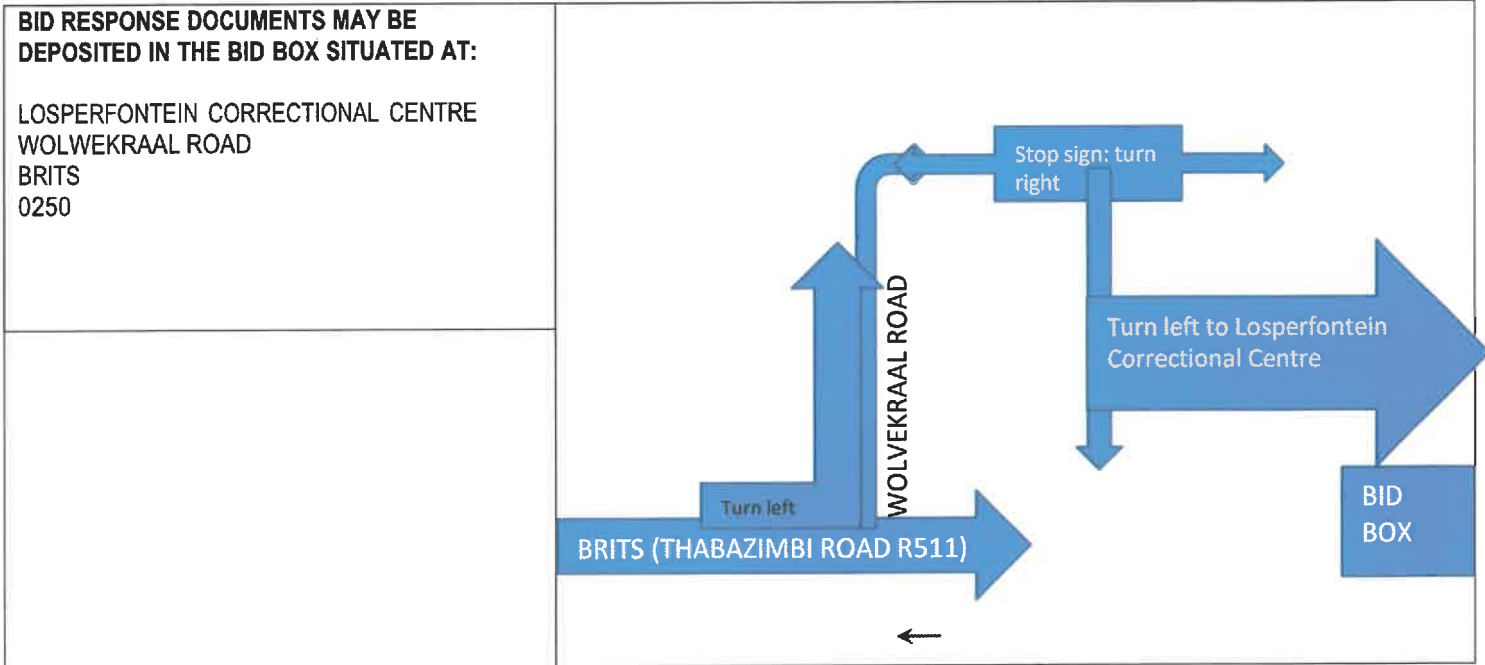 BID RESPONSE DOCUMENTS MAY BE
DEPOSITED IN THE BID BOX SITUATED AT:
LOSPERFONTEIN CORRECTIONAL CENTRE
WOLWEKRAAL ROAD
BRITS
0250
Stop sign: turn
right
WOLVEKRAAL ROAD
Turn left to Losperfontein
Correctional Centre
Turn left
BRITS (THABAZIMBI ROAD R511)
BID
BOX